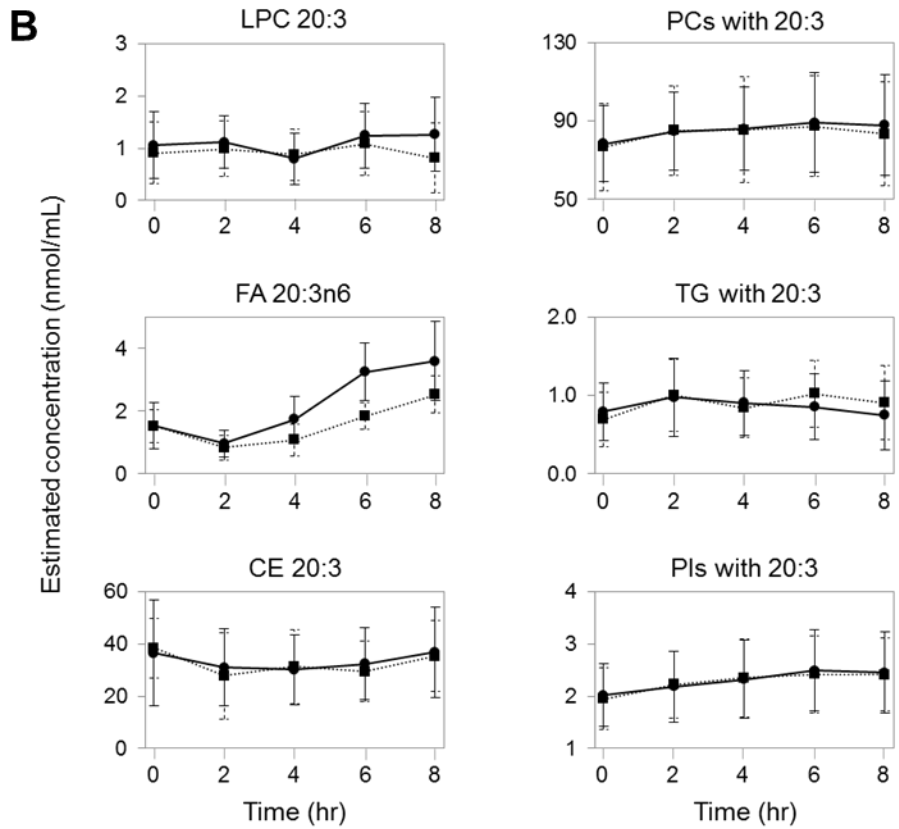 B
Estimated concentration (nmol/mL)
LPC 20:3
3
2
1
0
0 2 4 6 8
PCs with 20:3
130
90
50
0 2 4 6 8
FA 20:3n6
4
2
0
0 2 4 6 8
TG with 20:3
2.0
1.0
0.0
0 2 4 6 8
CE 20:3
60
40
20
0
0 2 4 6 8
Time (hr)
PIs with 20:3
4
3
2
1
0 2 4 6 8
Time (hr)